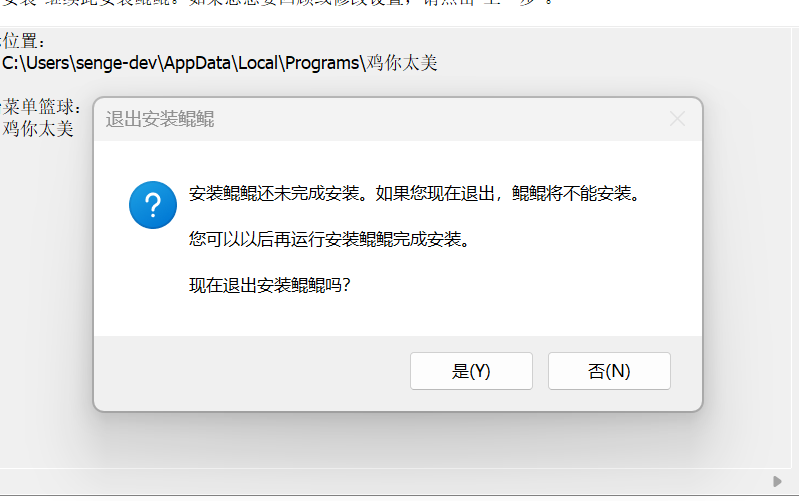 安装"继续此安装鲲鲲。如果您想要回顾或修改设置，请点击"上一步"。
位置：
C:\Users\senge-dev\AppData\Local\Programs\鸡你太美
菜单篮球：
鸡你太美
退出安装鲲鲲
安装鲲鲲还未完成安装。如果您现在退出，鲲鲲将不能安装。
您可以以后再运行安装鲲鲲完成安装。
现在退出安装鲲鲲吗？
是(Y)
否(N)